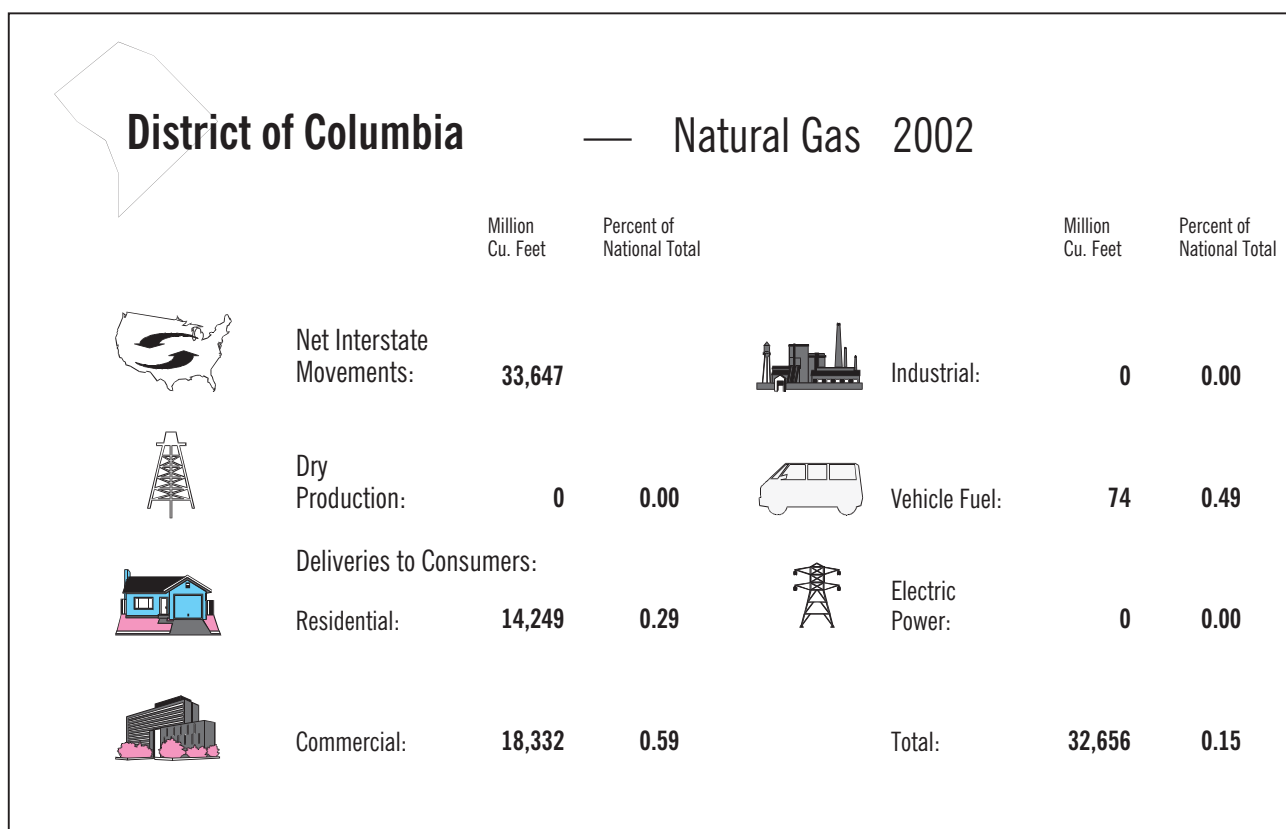 District of Columbia — Natural Gas 2002
Million Cu. Feet
Percent of National Total
Million Cu. Feet
Percent of National Total
Net Interstate
Movements: 33,647
Industrial: 0 0.00
Dry
Production: 0 0.00
Vehicle Fuel: 74 0.49
Deliveries to Consumers:
Residential: 14,249 0.29
Electric
Power: 0 0.00
Commercial: 18,332 0.59
Total: 32,656 0.15